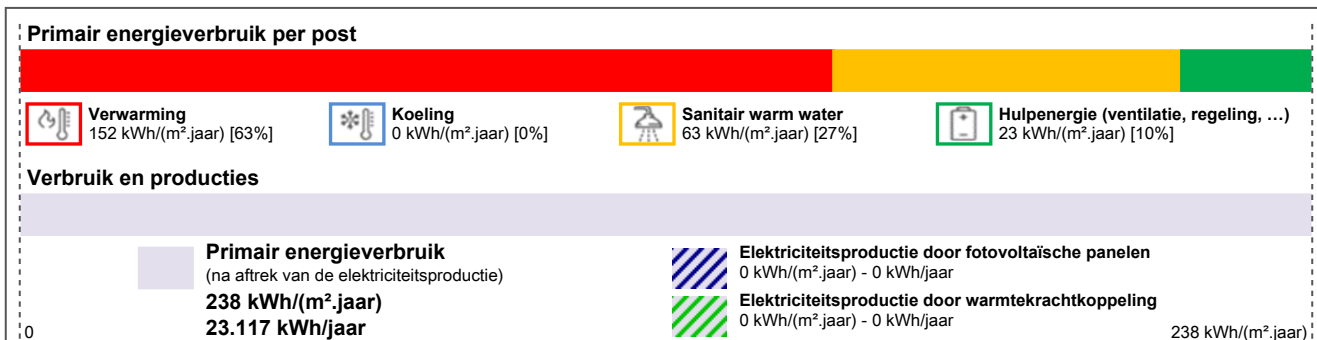 Primair energieverbruik per post
Verwarming
152 kWh/(m².jaar) [63%]
Koeling
0 kWh/(m².jaar) [0%]
Sanitair warm water
63 kWh/(m².jaar) [27%]
Hulpenergie (ventilatie, regeling, …)
23 kWh/(m².jaar) [10%]
Verbruik en producties
Primair energieverbruik
(na aftrek van de elektriciteitsproductie)
238 kWh/(m².jaar)
23.117 kWh/jaar
Elektriciteitsproductie door fotovoltaïsche panelen
0 kWh/(m².jaar) - 0 kWh/jaar
Elektriciteitsproductie door warmtekrachtkoppeling
0 kWh/(m².jaar) - 0 kWh/jaar
0
238 kWh/(m².jaar)